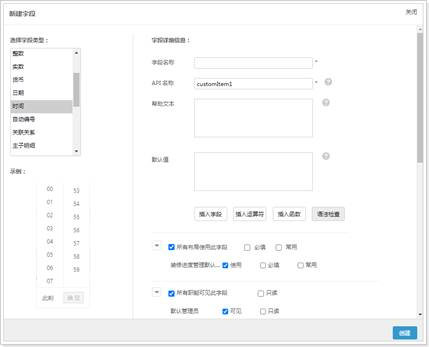 新建字段
关闭
选择字段类型：
整数
实数
货币
日期
时间
自动编号
关联关系
主子明细
示例：
00 53
01 54
02 55
03 56
04 57
05 58
06 59
07
此刻 确定
字段详细信息：
字段名称 *
API 名称 customItem1 * ?
帮助文本 ?
默认值 ?
插入字段 插入运算符 插入函数 语法检查
所有布局使用此字段 必填 常用
装修进度管理默认... 使用 必填 常用
所有职能可见此字段 只读
默认管理员 可见 只读
创建